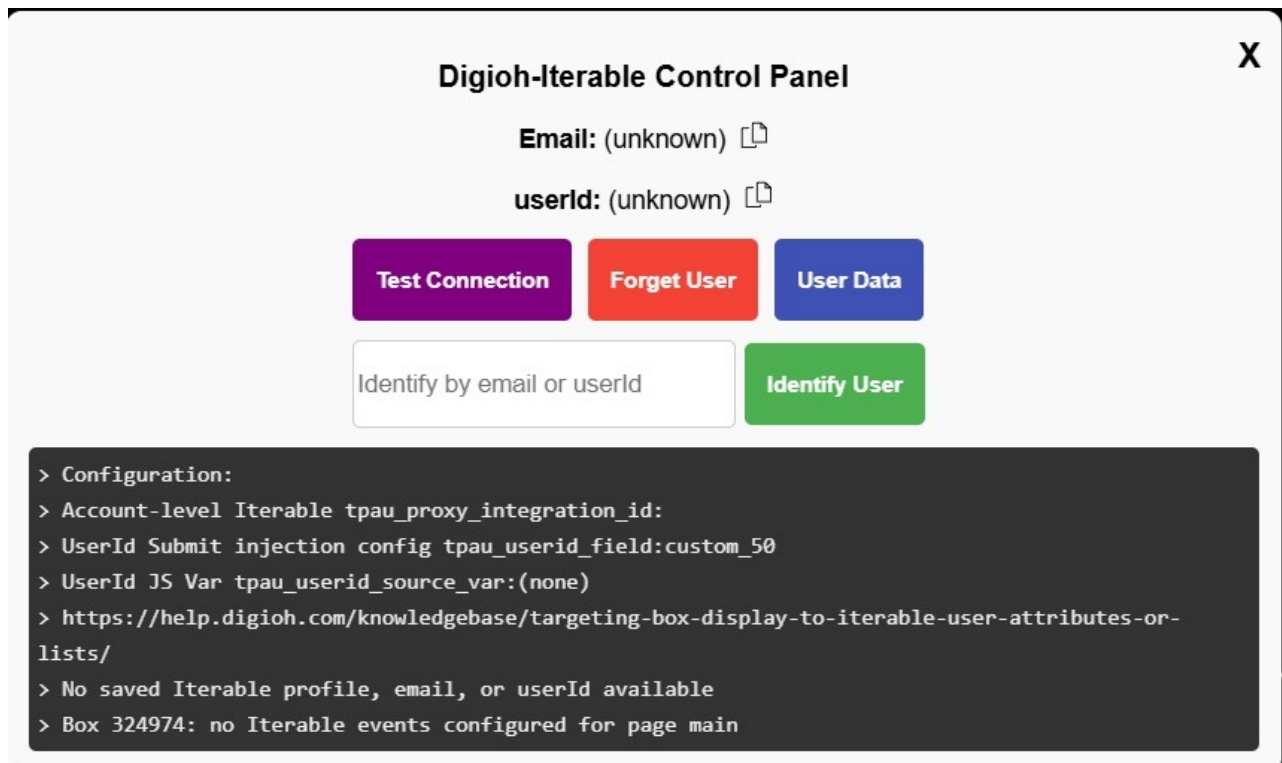 X
Digioh-Iterable Control Panel
Email: (unknown)
userId: (unknown)
Test Connection Forget User User Data
Identify by email or userId Identify User
> Configuration:
> Account-level Iterable tpau_proxy_integration_id:
> UserId Submit injection config tpau_userid_field:custom_50
> UserId JS Var tpau_userid_source_var:(none)
> https://help.digioh.com/knowledgebase/targeting-box-display-to-iterable-user-attributes-or-
lists/
> No saved Iterable profile, email, or userId available
> Box 324974: no Iterable events configured for page main